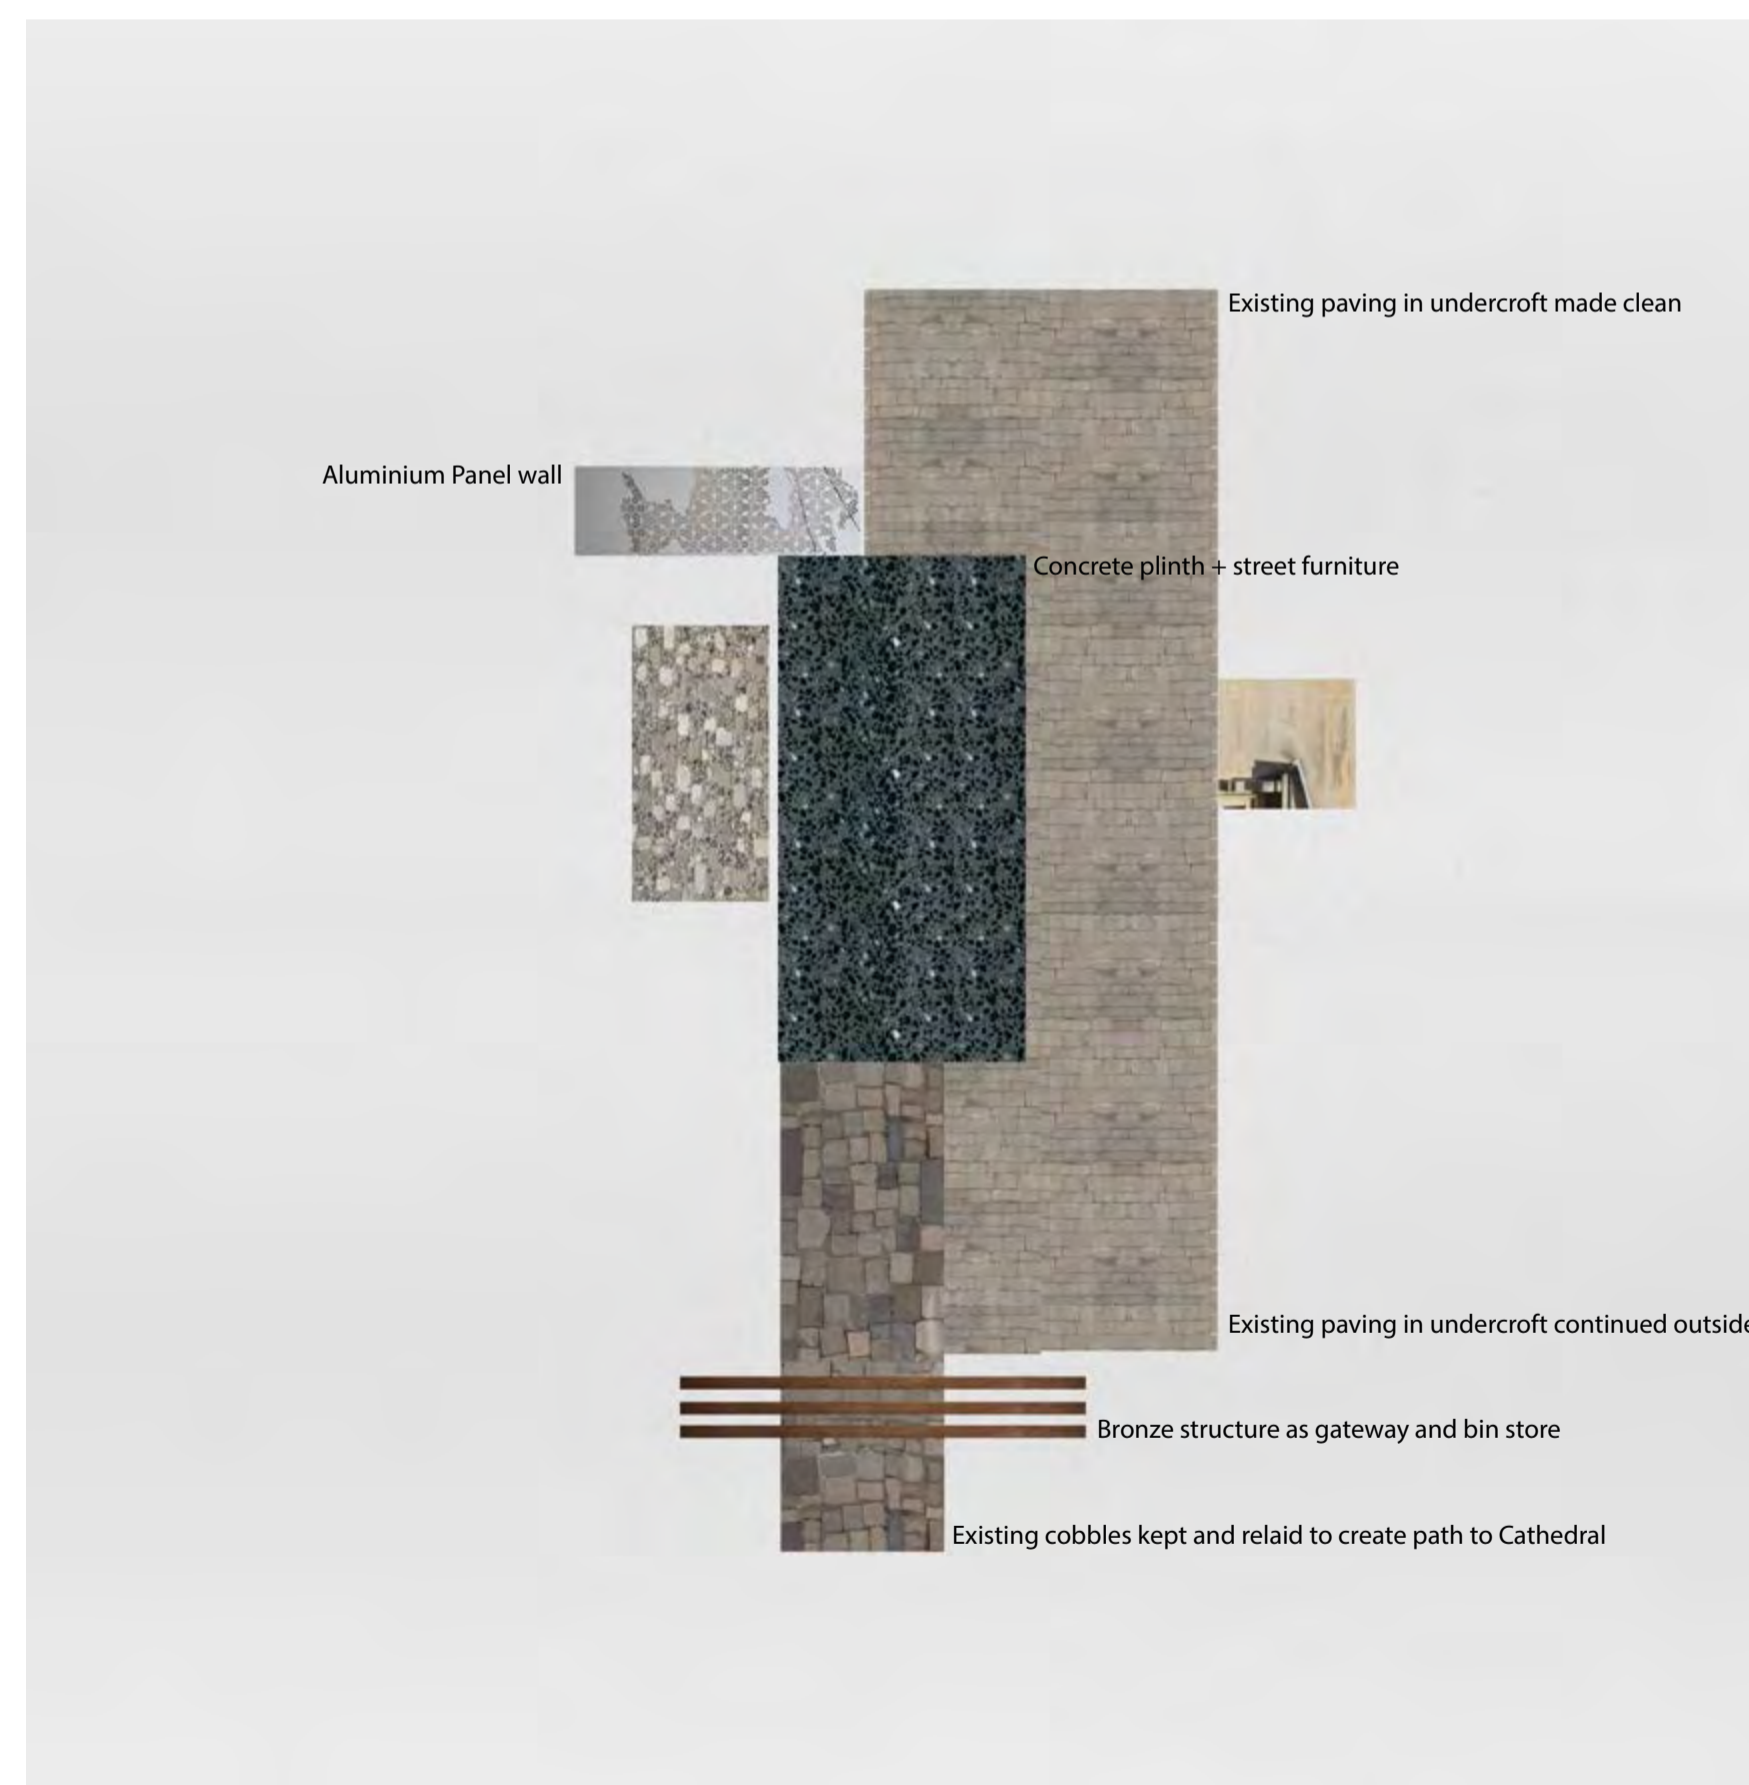 Existing paving in undercroft made clean
Aluminium Panel wall
Concrete plinth + street furniture
Existing paving in undercroft continued outside
Bronze structure as gateway and bin store
Existing cobbles kept and relaid to create path to Cathedral